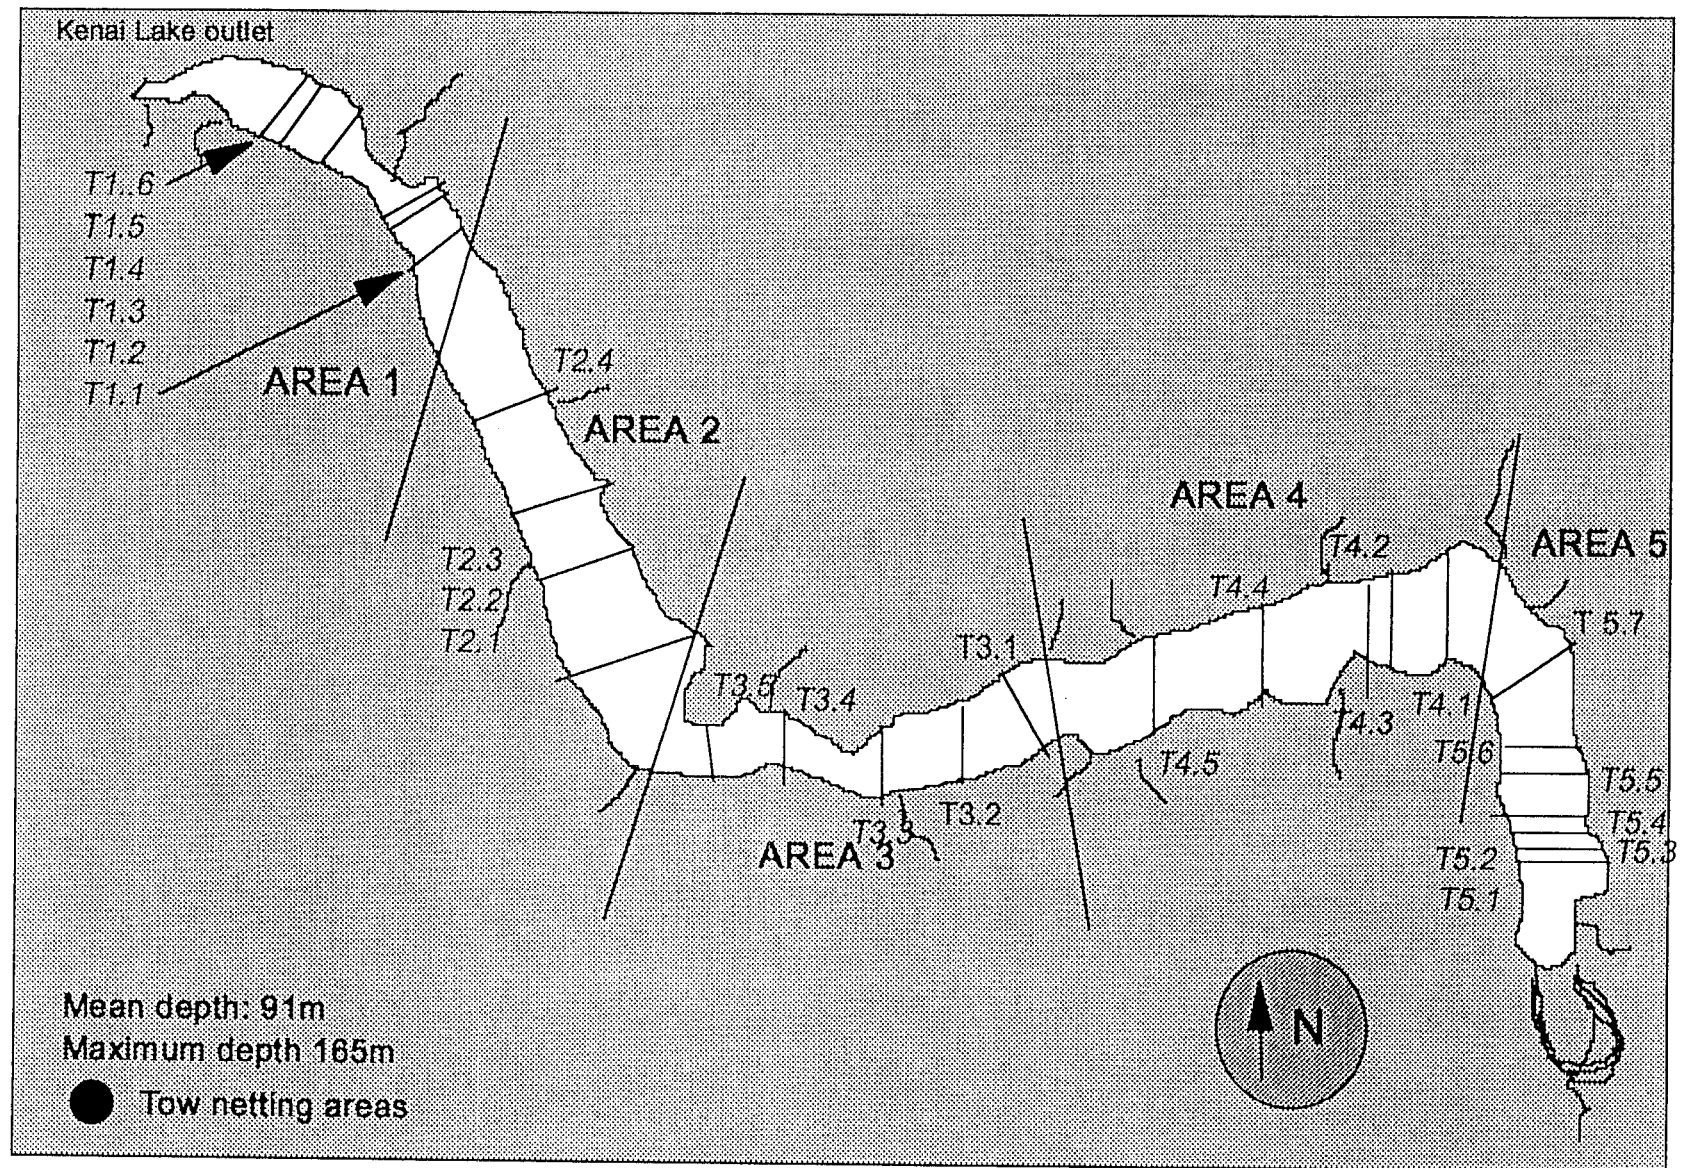 Kenai Lake outlet
T1..6
T1.5
T1.4
T1.3
T1.2
T1.1
AREA 1
T2.4
AREA 2
T2.3
T2.2
T2.1
T3.5
T3.4
T3.3
AREA 3
T3.2
T3.1
AREA 4
T4.2
T4.4
T4.3
T4.1
T4.5
AREA 5
T 5.7
T5.6
T5.5
T5.4
T5.3
T5.2
T5.1
N
Mean depth: 91m
Maximum depth 165m
Tow netting areas